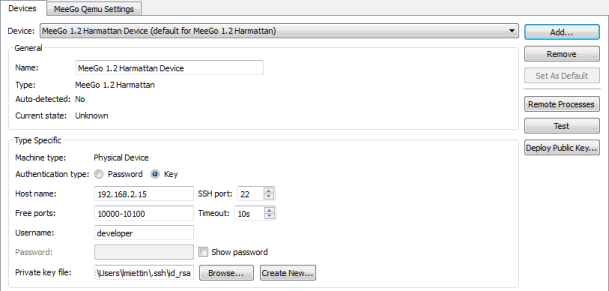 Devices MeeGo Qemu Settings
Device: MeeGo 1.2 Harmattan Device (default for MeeGo 1.2 Harmattan) Add...
General Remove
Name: MeeGo 1.2 Harmattan Device
Set As Default
Type: MeeGo 1.2 Harmattan
Auto-detected: No Remote Processes
Current state: Unknown
Test
Type Specific Deploy Public Key...
Machine type: Physical Device
Authentication type: Password Key
Host name: 192.168.2.15 SSH port: 22
Free ports: 10000-10100 Timeout: 10s
Username: developer
Password: Show password
Private key file: :\Users\lmiettin\.ssh\id_rsa Browse... Create New...